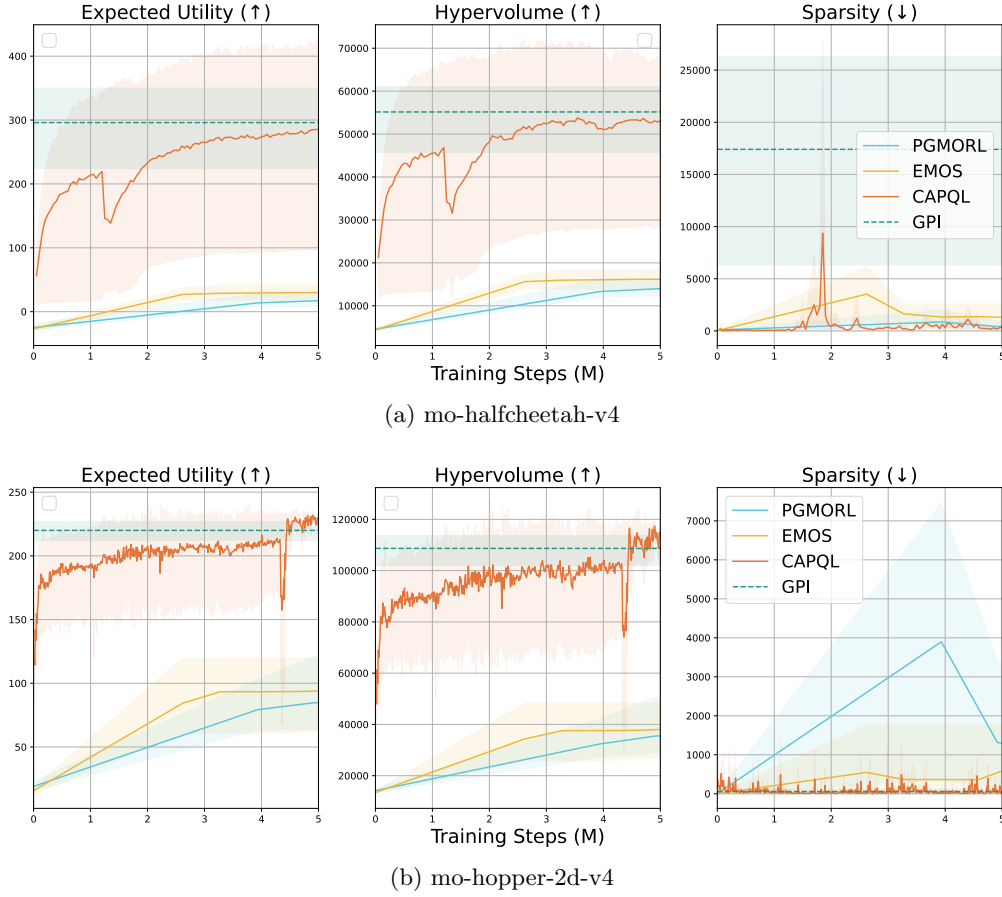 Expected Utility (↑) Hypervolume (↑) Sparsity (↓)
400
300
200
100
0
0 1 2 3 4 5
70000
60000
50000
40000
30000
20000
10000
0 1 2 3 4 5
25000
20000
15000
10000
5000
0
0 1 2 3 4 5
PGMORL
EMOS
CAPQL
GPI
Training Steps (M)
(a) mo-halfcheetah-v4
Expected Utility (↑) Hypervolume (↑) Sparsity (↓)
250
200
150
100
50
0 1 2 3 4 5
120000
100000
80000
60000
40000
20000
0 1 2 3 4 5
7000
6000
5000
4000
3000
2000
1000
0
0 1 2 3 4 5
PGMORL
EMOS
CAPQL
GPI
Training Steps (M)
(b) mo-hopper-2d-v4